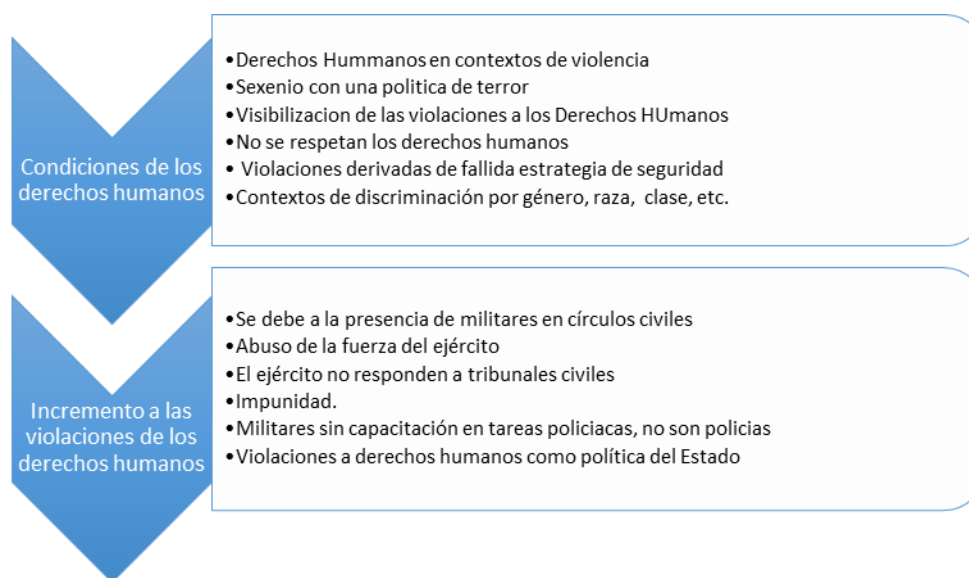 Condiciones de los
derechos humanos
•Derechos Hummanos en contextos de violencia
•Sexenio con una politica de terror
•Visibilizacion de las violaciones a los Derechos HUmanos
•No se respetan los derechos humanos
• Violaciones derivadas de fallida estrategia de seguridad
•Contextos de discriminación por género, raza, clase, etc.
Incremento a las
violaciones de los
derechos humanos
•Se debe a la presencia de militares en círculos civiles
•Abuso de la fuerza del ejército
•El ejército no responden a tribunales civiles
•Impunidad.
•Militares sin capacitación en tareas policiacas, no son policias
•Violaciones a derechos humanos como política del Estado